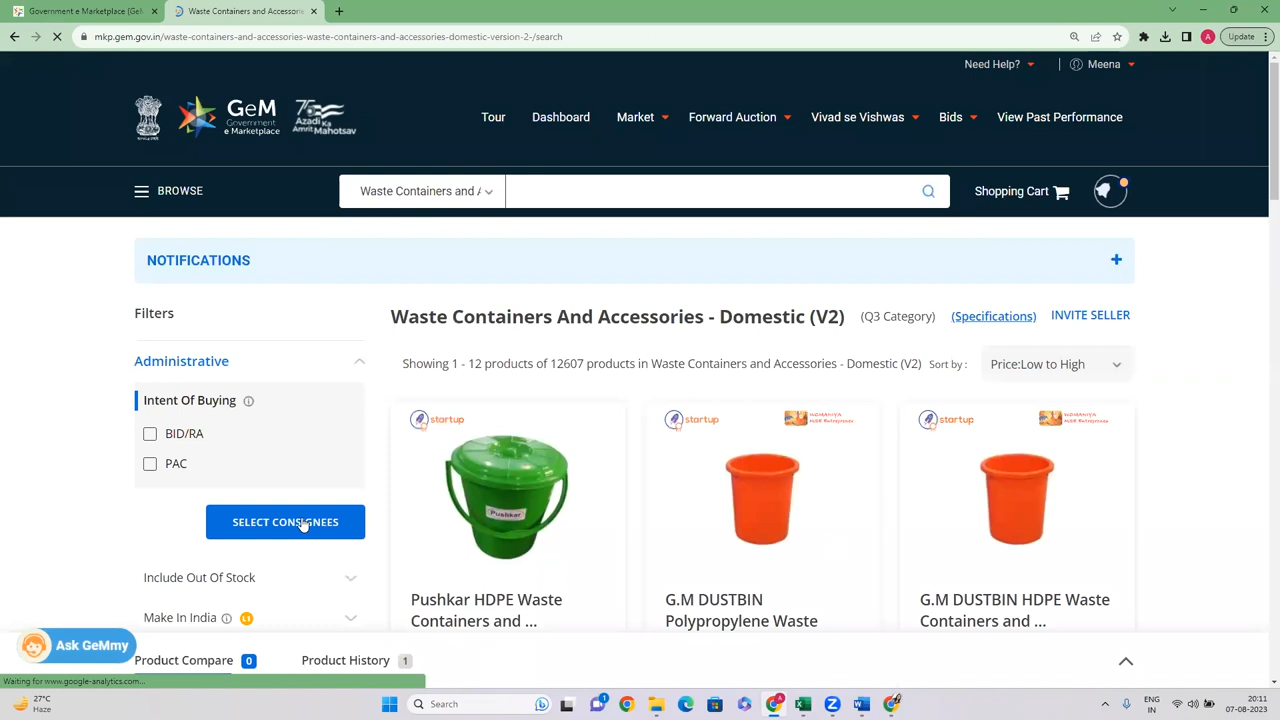 Government e Marketplace (GeM)
Waste Containers and Accessories
mkp.gem.gov.in/waste-containers-and-accessories-waste-containers-and-accessories-domestic-version-2-/search
A
Update
Need Help?
Meena
GeM
Government
e Marketplace
75
Azadi Ka
Amrit Mahotsav
Tour
Dashboard
Market
Forward Auction
Vivad se Vishwas
Bids
View Past Performance
BROWSE
Waste Containers and A
Shopping Cart
NOTIFICATIONS
+
Filters
Administrative
Intent Of Buying
BID/RA
PAC
SELECT CONSIGNEES
Include Out Of Stock
Make In India
Waste Containers And Accessories - Domestic (V2)
(Q3 Category)
(Specifications)
INVITE SELLER
Showing 1 - 12 products of 12607 products in Waste Containers and Accessories - Domestic (V2)
Sort by :
Price:Low to High
startup
Pushkar
Pushkar HDPE Waste
Containers and ...
startup
WOMANIYA
G.M DUSTBIN
Polypropylene Waste
startup
WOMANIYA
G.M DUSTBIN HDPE Waste
Containers and ...
Ask GeMmy
Product Compare 0
Product History 1
Waiting for www.google-analytics.com...
27°C
Haze
Search
1
ENG
IN
20:11
07-08-2023